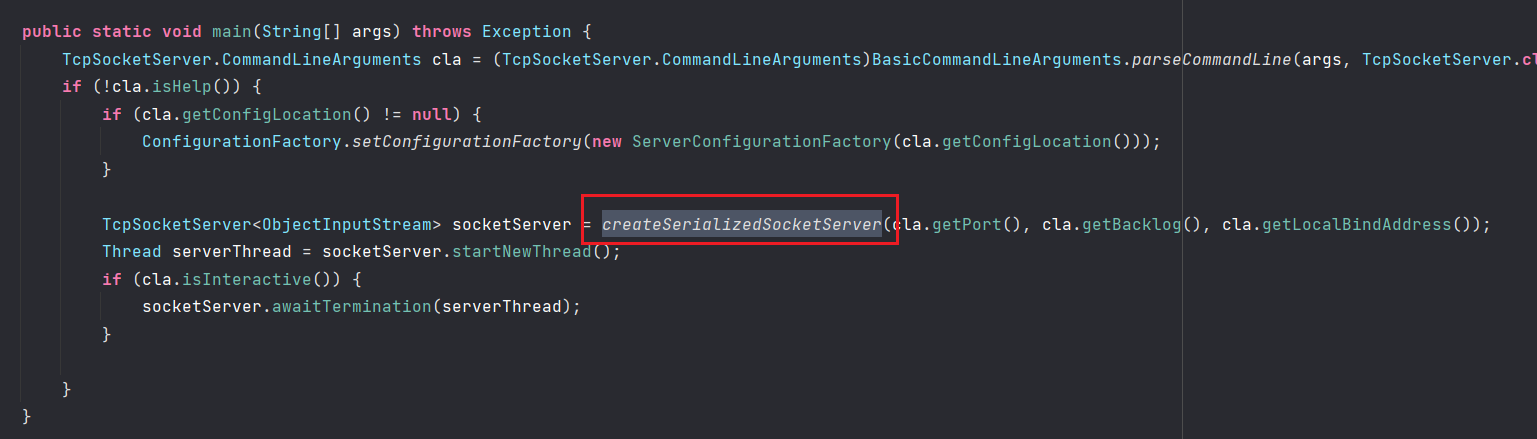 public static void main(String[] args) throws Exception {
TcpSocketServer.CommandLineArguments cla = (TcpSocketServer.CommandLineArguments)BasicCommandLineArguments.parseCommandLine(args, TcpSocketServer.cl
if (!cla.isHelp()) {
if (cla.getConfigLocation() != null) {
ConfigurationFactory.setConfigurationFactory(new ServerConfigurationFactory(cla.getConfigLocation()));
}
TcpSocketServer<ObjectInputStream> socketServer = createSerializedSocketServer(cla.getPort(), cla.getBacklog(), cla.getLocalBindAddress());
Thread serverThread = socketServer.startNewThread();
if (cla.isInteractive()) {
socketServer.awaitTermination(serverThread);
}
}
}